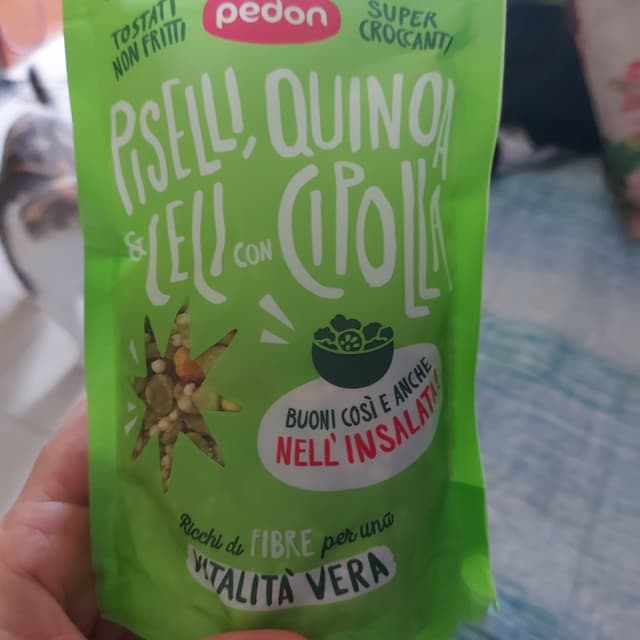 TOSTATI
NON FRITTI
pedon
SUPER
CROCCANTI
PISELLI, QUINOA
& CECI CON CIPOLLA
BUONI COSÌ E ANCHE
NELL'INSALATA!
Ricchi di FIBRE per una
VITALITÀ VERA